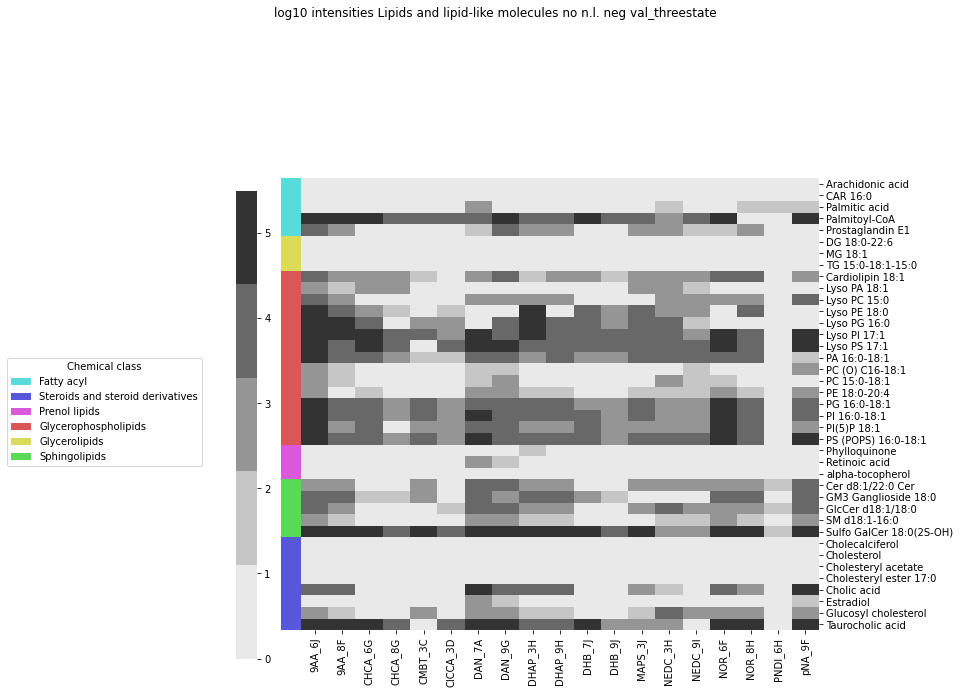 log10 intensities Lipids and lipid-like molecules no n.l. neg val_threestate
Chemical class
Fatty acyl
Steroids and steroid derivatives
Prenol lipids
Glycerophospholipids
Glycerolipids
Sphingolipids
5
4
3
2
1
0
Arachidonic acid
CAR 16:0
Palmitic acid
Palmitoyl-CoA
Prostaglandin E1
DG 18:0-22:6
MG 18:1
TG 15:0-18:1-15:0
Cardiolipin 18:1
Lyso PA 18:1
Lyso PC 15:0
Lyso PE 18:0
Lyso PG 16:0
Lyso PI 17:1
Lyso PS 17:1
PA 16:0-18:1
PC (O) C16-18:1
PC 15:0-18:1
PE 18:0-20:4
PG 16:0-18:1
PI 16:0-18:1
PI(5)P 18:1
PS (POPS) 16:0-18:1
Phylloquinone
Retinoic acid
alpha-tocopherol
Cer d8:1/22:0 Cer
GM3 Ganglioside 18:0
GlcCer d18:1/18:0
SM d18:1-16:0
Sulfo GalCer 18:0(2S-OH)
Cholecalciferol
Cholesterol
Cholesteryl acetate
Cholesteryl ester 17:0
Cholic acid
Estradiol
Glucosyl cholesterol
Taurocholic acid
9AA_6J
9AA_8F
CHCA_6G
CHCA_8G
CMBT_3C
ClCCA_3D
DAN_7A
DAN_9G
DHAP_3H
DHAP_9H
DHB_7J
DHB_9J
MAPS_3J
NEDC_3H
NEDC_9I
NOR_6F
NOR_8H
PNDI_6H
pNA_9F